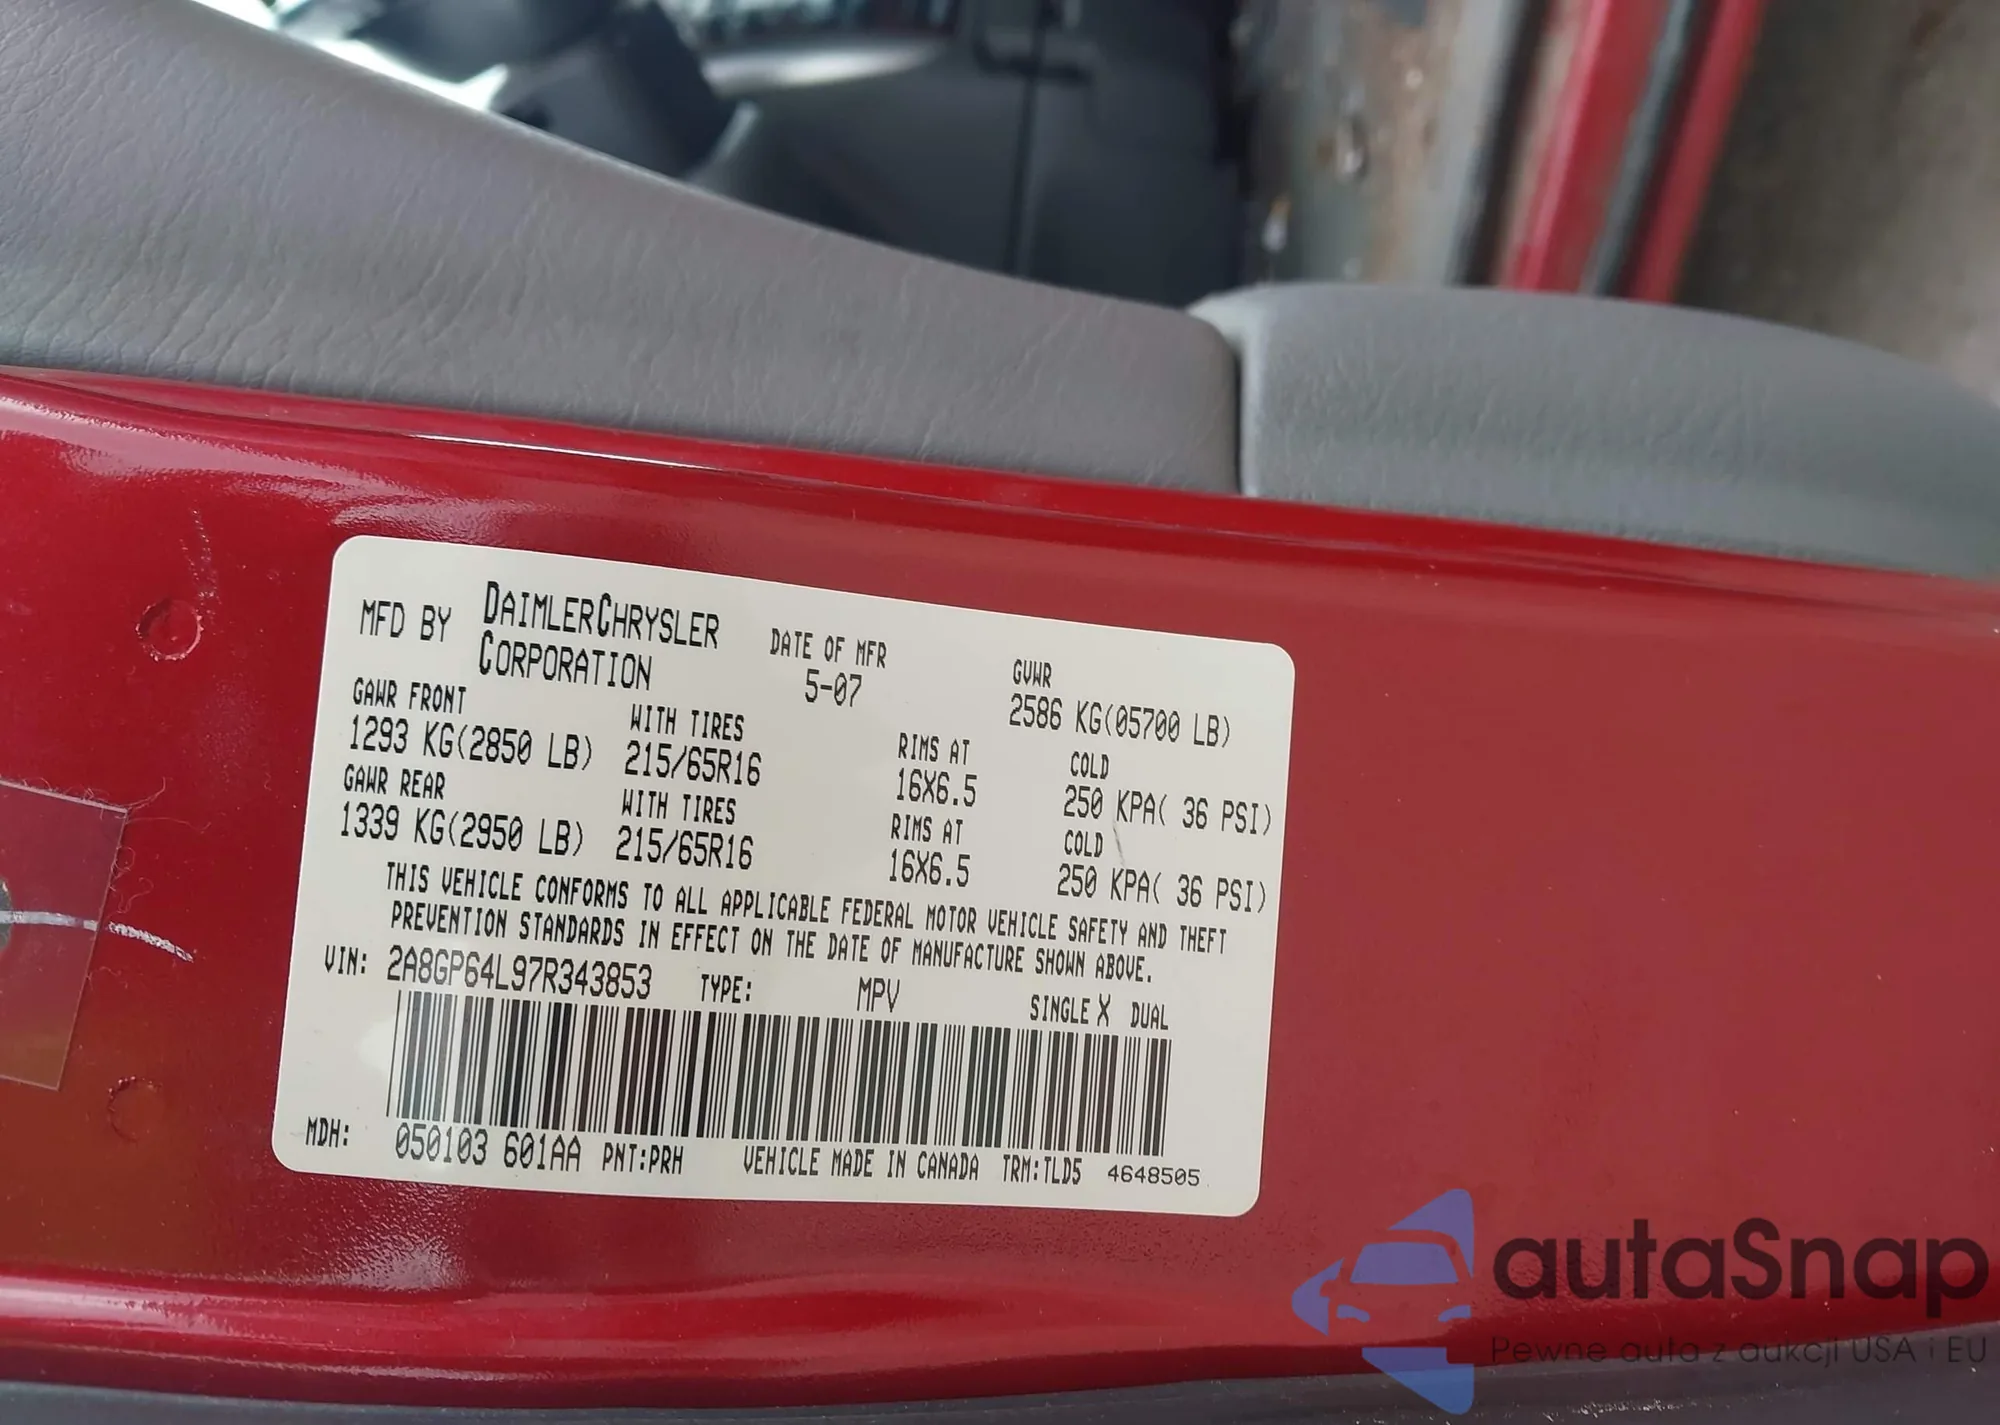 MFD BY DAIMLERCHRYSLER CORPORATION DATE OF MFR 5-07 GVWR 2586 KG(05700 LB)
GAWR FRONT WITH TIRES RIMS AT COLD
1293 KG(2850 LB) 215/65R16 16X6.5 250 KPA( 36 PSI)
GAWR REAR WITH TIRES RIMS AT COLD
1339 KG(2950 LB) 215/65R16 16X6.5 250 KPA( 36 PSI)
THIS VEHICLE CONFORMS TO ALL APPLICABLE FEDERAL MOTOR VEHICLE SAFETY AND THEFT
PREVENTION STANDARDS IN EFFECT ON THE DATE OF MANUFACTURE SHOWN ABOVE.
VIN: 2A8GP64L97R343853 TYPE: MPV SINGLE X DUAL
MDH: 050103 601AA PNT:PRH VEHICLE MADE IN CANADA TRM:TLD5 4648505
autaSnap
Pewne auta z aukcji USA i EU